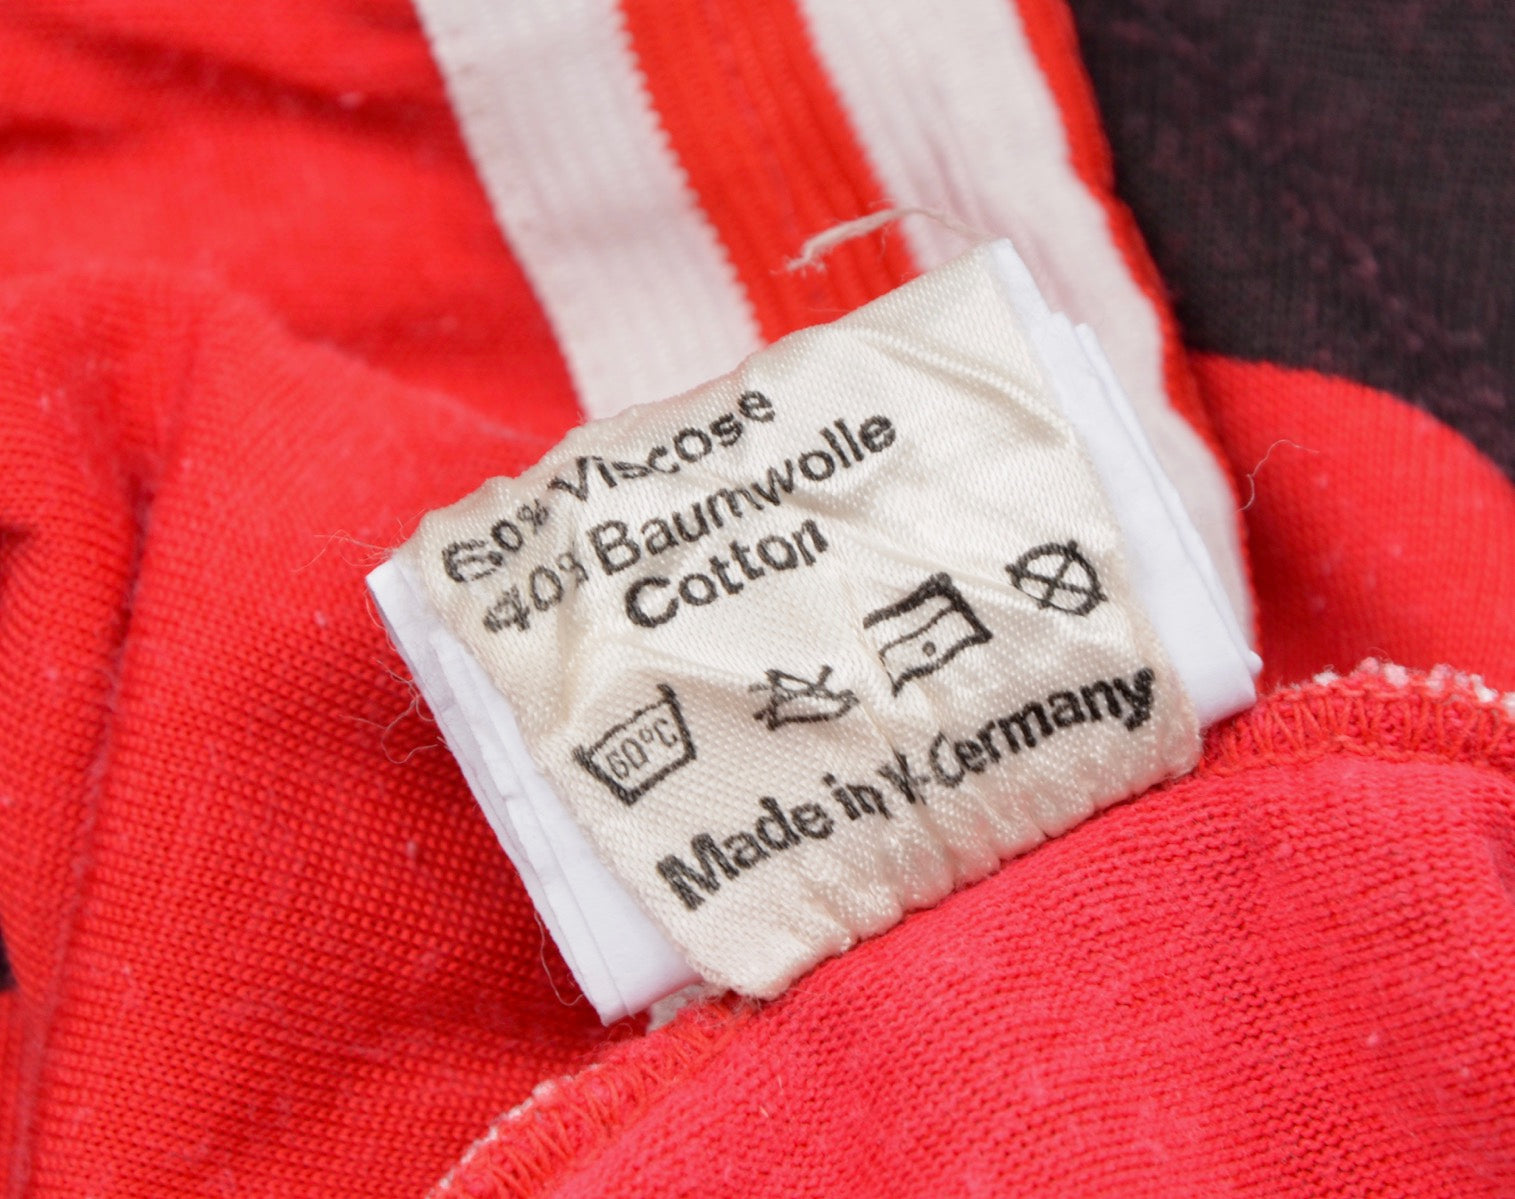 60% Viscose
40% Baumwolle
Cotton
60°C
Made in W-Germany